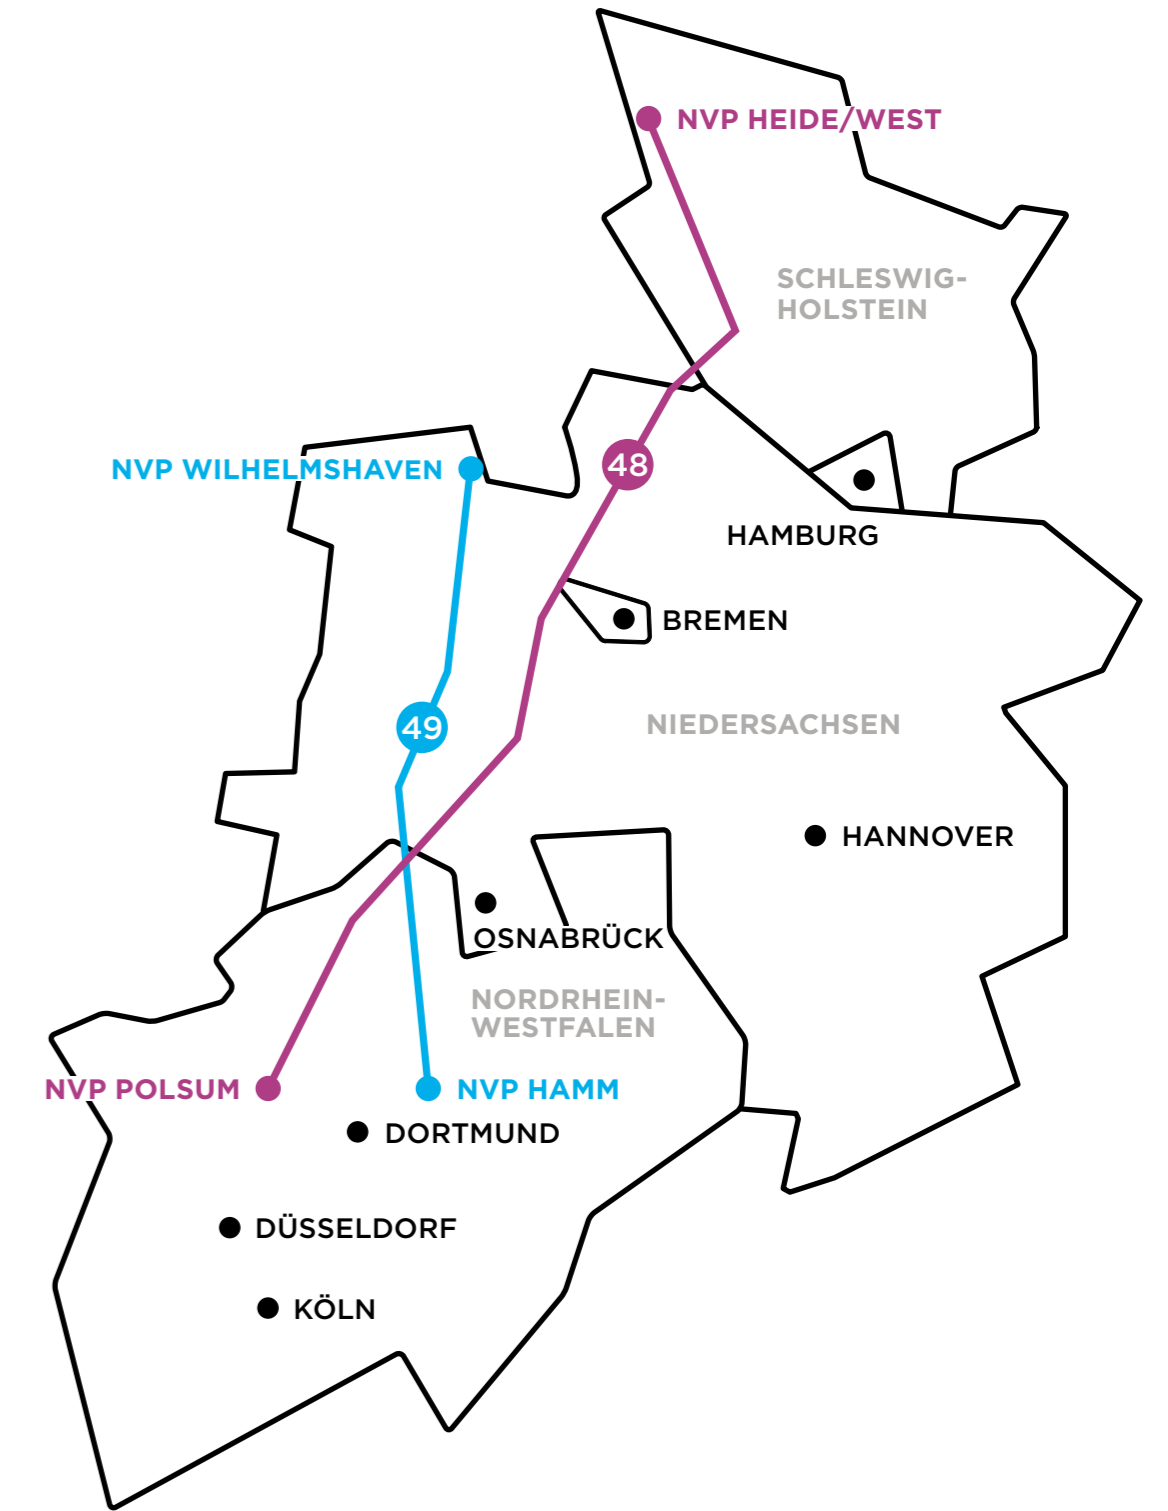 NVP HEIDE/WEST
SCHLESWIG-
HOLSTEIN
48
NVP WILHELMSHAVEN
HAMBURG
BREMEN
49
NIEDERSACHSEN
HANNOVER
OSNABRÜCK
NORDRHEIN-
WESTFALEN
NVP POLSUM
NVP HAMM
DORTMUND
DÜSSELDORF
KÖLN